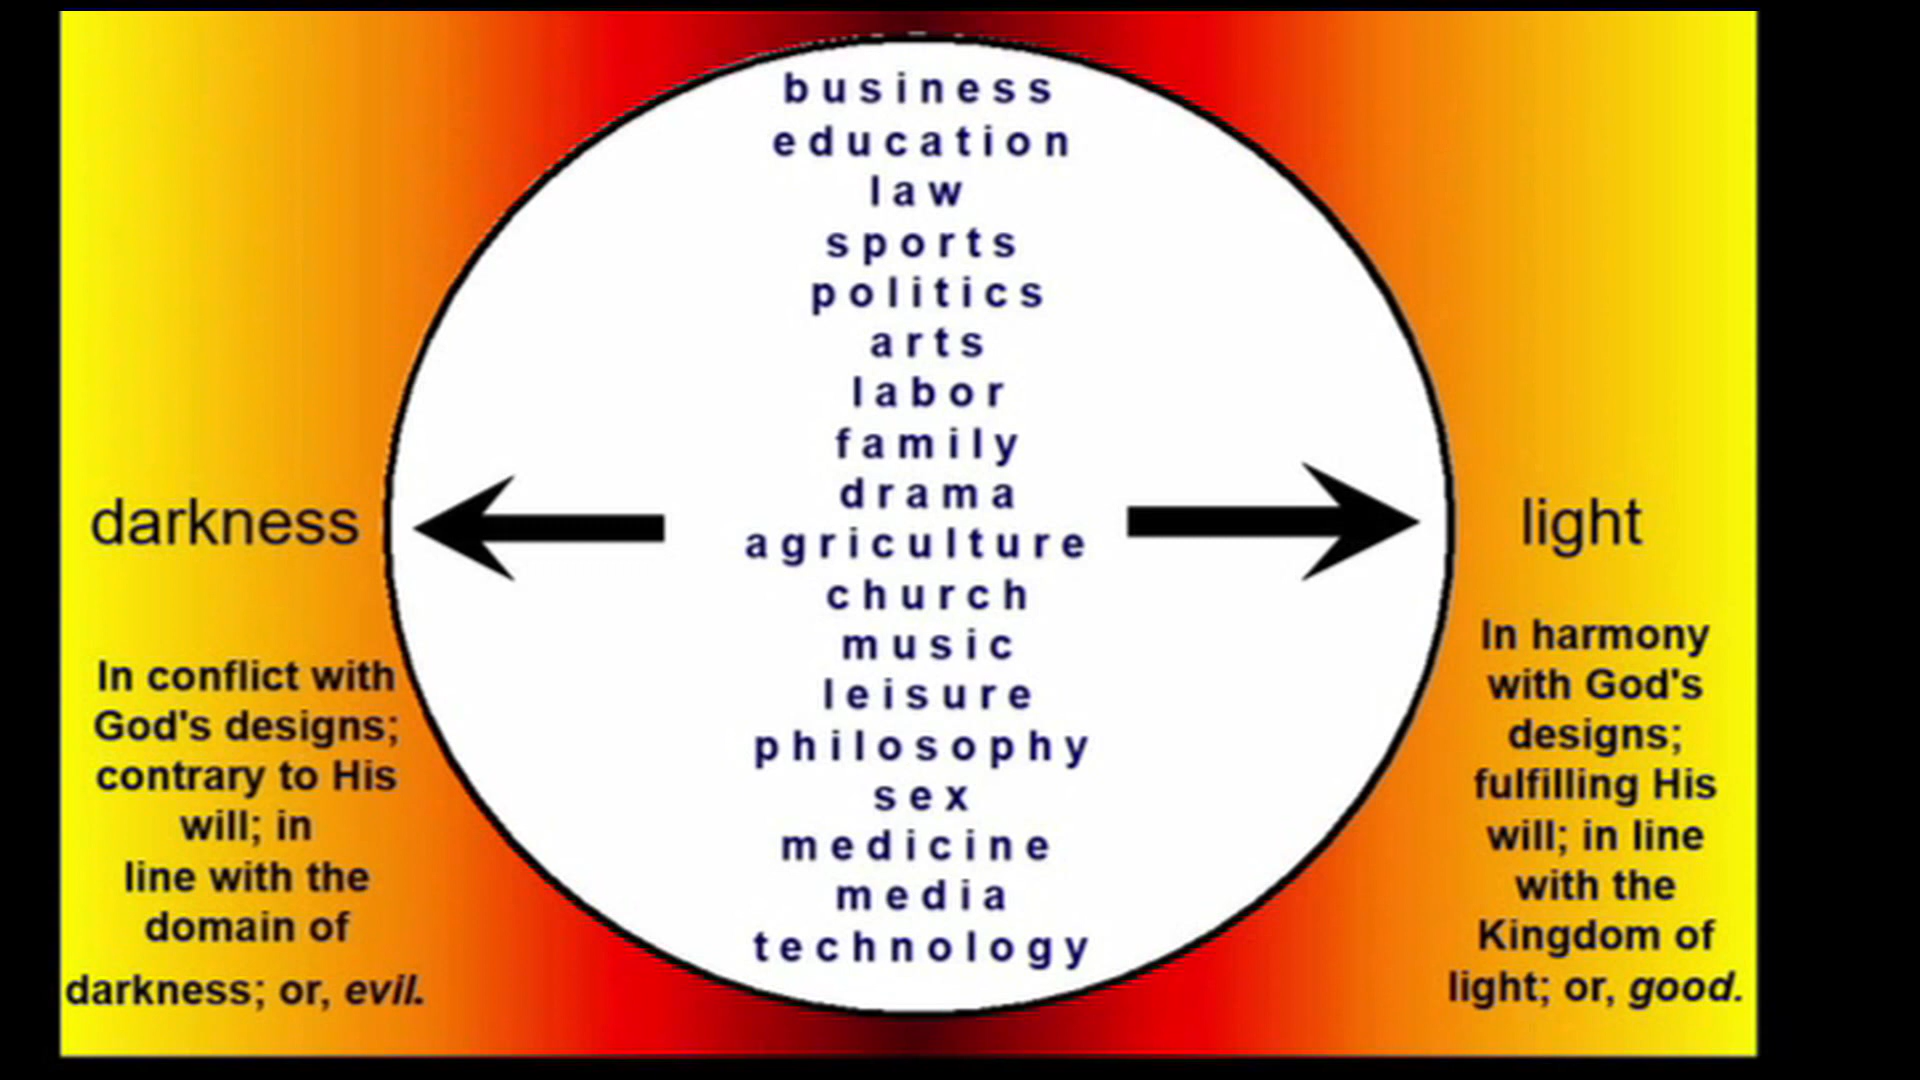 business
education
law
sports
politics
arts
labor
family
drama
agriculture
church
music
leisure
philosophy
sex
medicine
media
technology
darkness
In conflict with
God's designs;
contrary to His
will; in
line with the
domain of
darkness; or, evil.
light
In harmony
with God's
designs;
fulfilling His
will; in line
with the
Kingdom of
light; or, good.